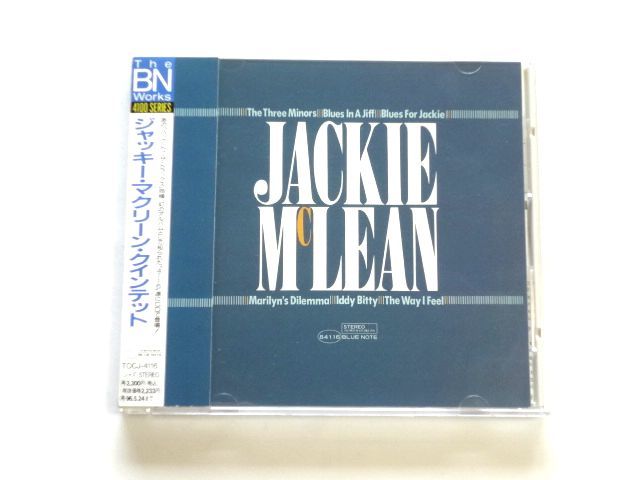 The
BN
Works
4100 SERIES
ジャッキー・マクリーン・クインテット
TOCJ-4116
STEREO
The Three Minors Blues In A Jiff Blues For Jackie
JACKIE
McLEAN
Marilyn's Dilemma Iddy Bitty The Way I Feel
84116 BLUE NOTE
STEREO